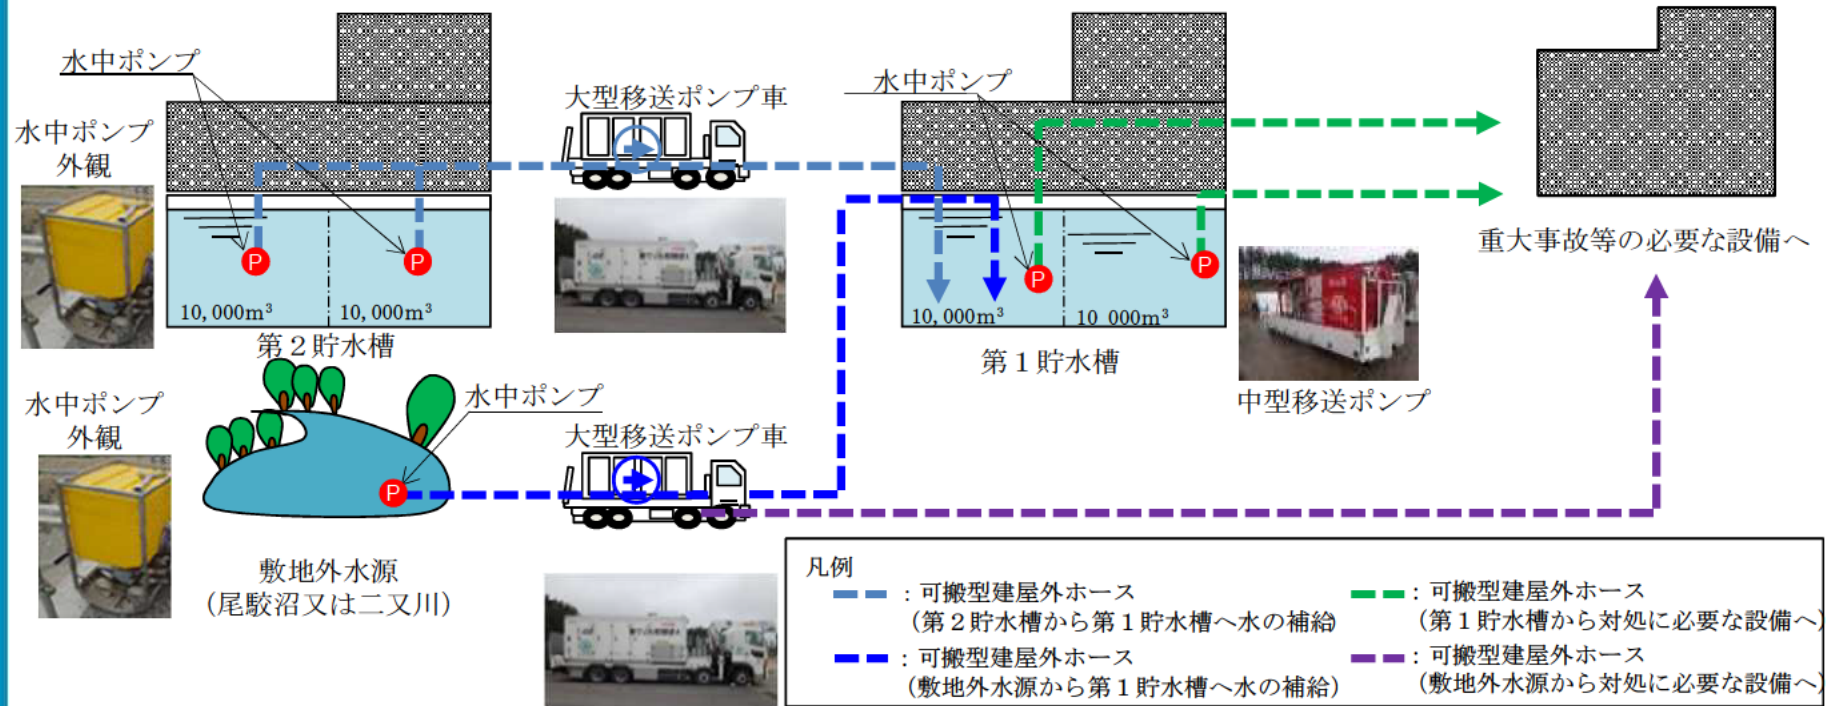 水中ポンプ
大型移送ポンプ車
水中ポンプ
水中ポンプ
外観
P
P
P
P
10,000m³
10,000m³
10,000m³
10 000m³
第２貯水槽
第１貯水槽
重大事故等の必要な設備へ
中型移送ポンプ
水中ポンプ
外観
水中ポンプ
大型移送ポンプ車
P
敷地外水源
（尾駮沼又は二又川）
凡例
：可搬型建屋外ホース
（第２貯水槽から第１貯水槽へ水の補給）
：可搬型建屋外ホース
（敷地外水源から第１貯水槽へ水の補給）
：可搬型建屋外ホース
（第１貯水槽から対処に必要な設備へ）
：可搬型建屋外ホース
（敷地外水源から対処に必要な設備へ）